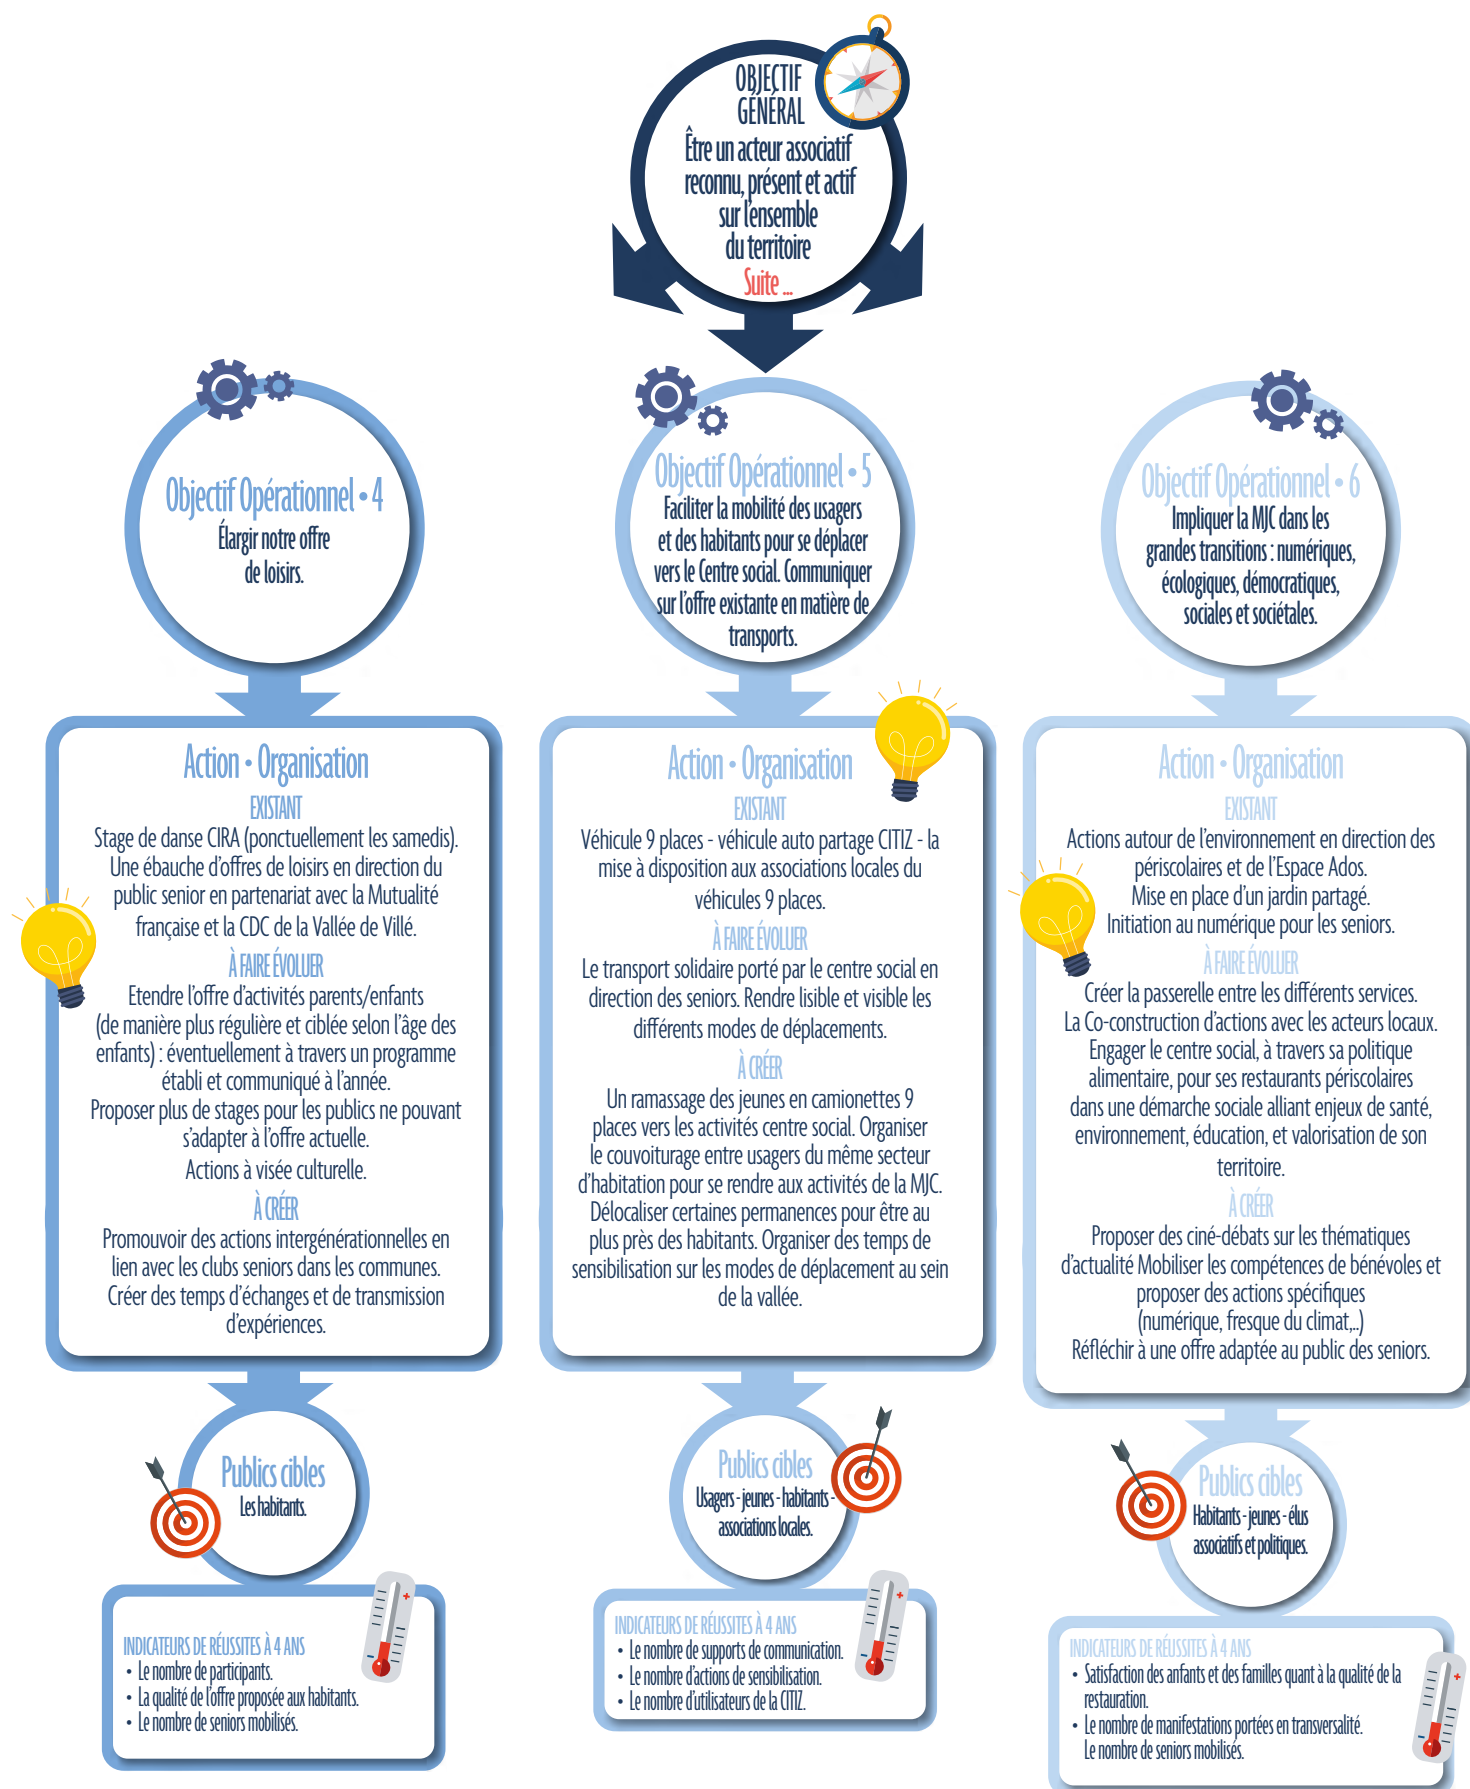 OBJECTIF
GÉNÉRAL
Être un acteur associatif
reconnu, présent et actif
sur l'ensemble
du territoire
Suite ...
Objectif Opérationnel • 4
Élargir notre offre
de loisirs.
Action • Organisation
EXISTANT
Stage de danse CIRA (ponctuellement les samedis).
Une ébauche d'offres de loisirs en direction du
public senior en partenariat avec la Mutualité
française et la CDC de la Vallée de Villé.
À FAIRE ÉVOLUER
Etendre l'offre d'activités parents/enfants
(de manière plus régulière et ciblée selon l'âge des
enfants) : éventuellement à travers un programme
établi et communiqué à l'année.
Proposer plus de stages pour les publics ne pouvant
s'adapter à l'offre actuelle.
Actions à visée culturelle.
À CRÉER
Promouvoir des actions intergénérationnelles en
lien avec les clubs seniors dans les communes.
Créer des temps d'échanges et de transmission
d'expériences.
Publics cibles
Les habitants.
INDICATEURS DE RÉUSSITES À 4 ANS
• Le nombre de participants.
• La qualité de l'offre proposée aux habitants.
• Le nombre de seniors mobilisés.
Objectif Opérationnel • 5
Faciliter la mobilité des usagers
et des habitants pour se déplacer
vers le Centre social. Communiquer
sur l'offre existante en matière de
transports.
Action • Organisation
EXISTANT
Véhicule 9 places - véhicule auto partage CITIZ - la
mise à disposition aux associations locales du
véhicules 9 places.
À FAIRE ÉVOLUER
Le transport solidaire porté par le centre social en
direction des seniors. Rendre lisible et visible les
différents modes de déplacements.
À CRÉER
Un ramassage des jeunes en camionettes 9
places vers les activités centre social. Organiser
le couvoiturage entre usagers du même secteur
d'habitation pour se rendre aux activités de la MJC.
Délocaliser certaines permanences pour être au
plus près des habitants. Organiser des temps de
sensibilisation sur les modes de déplacement au sein
de la vallée.
Publics cibles
Usagers - jeunes - habitants -
associations locales.
INDICATEURS DE RÉUSSITES À 4 ANS
• Le nombre de supports de communication.
• Le nombre d'actions de sensibilisation.
• Le nombre d'utilisateurs de la CITIZ.
Objectif Opérationnel • 6
Impliquer la MJC dans les
grandes transitions : numériques,
écologiques, démocratiques,
sociales et sociétales.
Action • Organisation
EXISTANT
Actions autour de l'environnement en direction des
périscolaires et de l'Espace Ados.
Mise en place d'un jardin partagé.
Initiation au numérique pour les seniors.
À FAIRE ÉVOLUER
Créer la passerelle entre les différents services.
La Co-construction d'actions avec les acteurs locaux.
Engager le centre social, à travers sa politique
alimentaire, pour ses restaurants périscolaires
dans une démarche sociale alliant enjeux de santé,
environnement, éducation, et valorisation de son
territoire.
À CRÉER
Proposer des ciné-débats sur les thématiques
d'actualité Mobiliser les compétences de bénévoles et
proposer des actions spécifiques
(numérique, fresque du climat,..)
Réfléchir à une offre adaptée au public des seniors.
Publics cibles
Habitants - jeunes - élus
associatifs et politiques.
INDICATEURS DE RÉUSSITES À 4 ANS
• Satisfaction des anfants et des familles quant à la qualité de la
restauration.
• Le nombre de manifestations portées en transversalité.
Le nombre de seniors mobilisés.